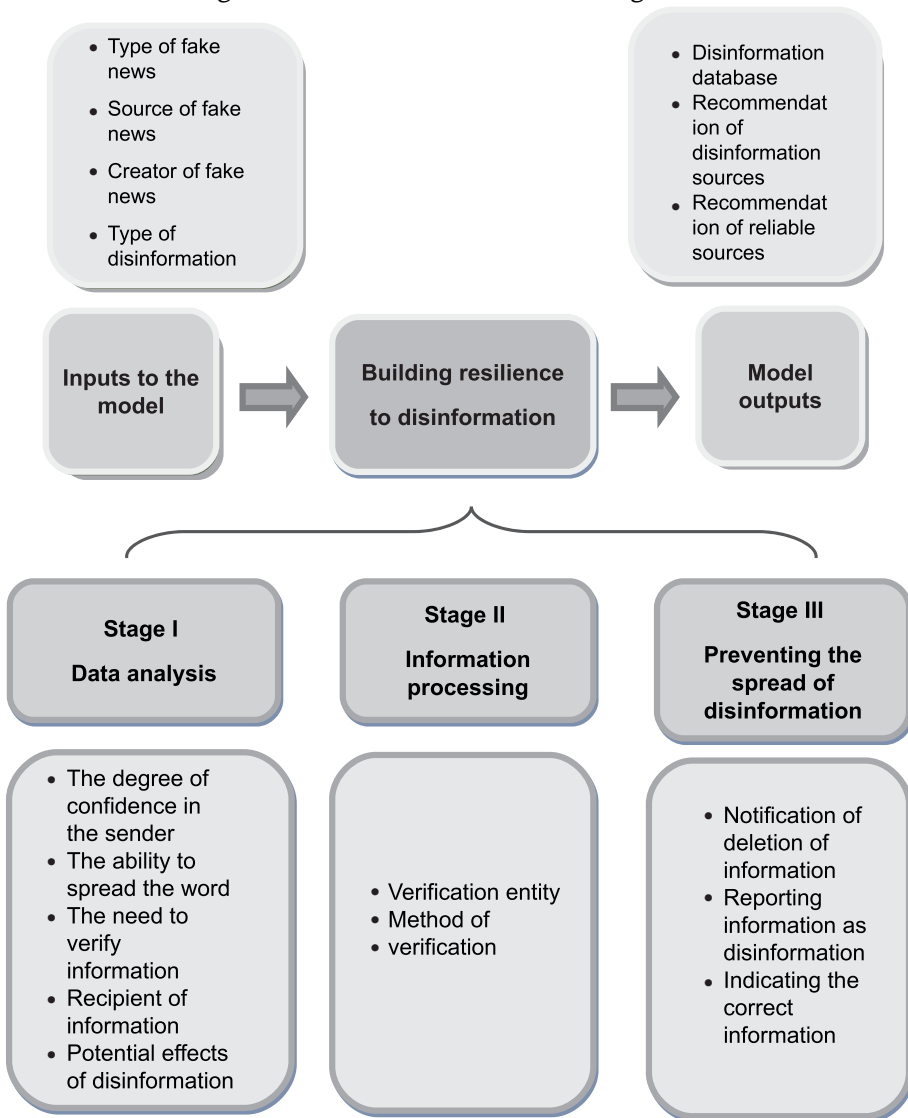 • Type of fake
news
• Source of fake
news
• Creator of fake
news
• Type of
disinformation
• Disinformation
database
• Recommendat
ion of
disinformation
sources
• Recommendat
ion of reliable
sources
Inputs to the
model
Building resilience
to disinformation
Model
outputs
Stage I
Data analysis
Stage II
Information
processing
Stage III
Preventing the
spread of
disinformation
• The degree of
confidence in
the sender
• The ability to
spread the word
• The need to
verify
information
• Recipient of
information
• Potential effects
of disinformation
• Verification entity
• Method of
• verification
• Notification of
deletion of
information
• Reporting
information as
disinformation
• Indicating the
correct
information